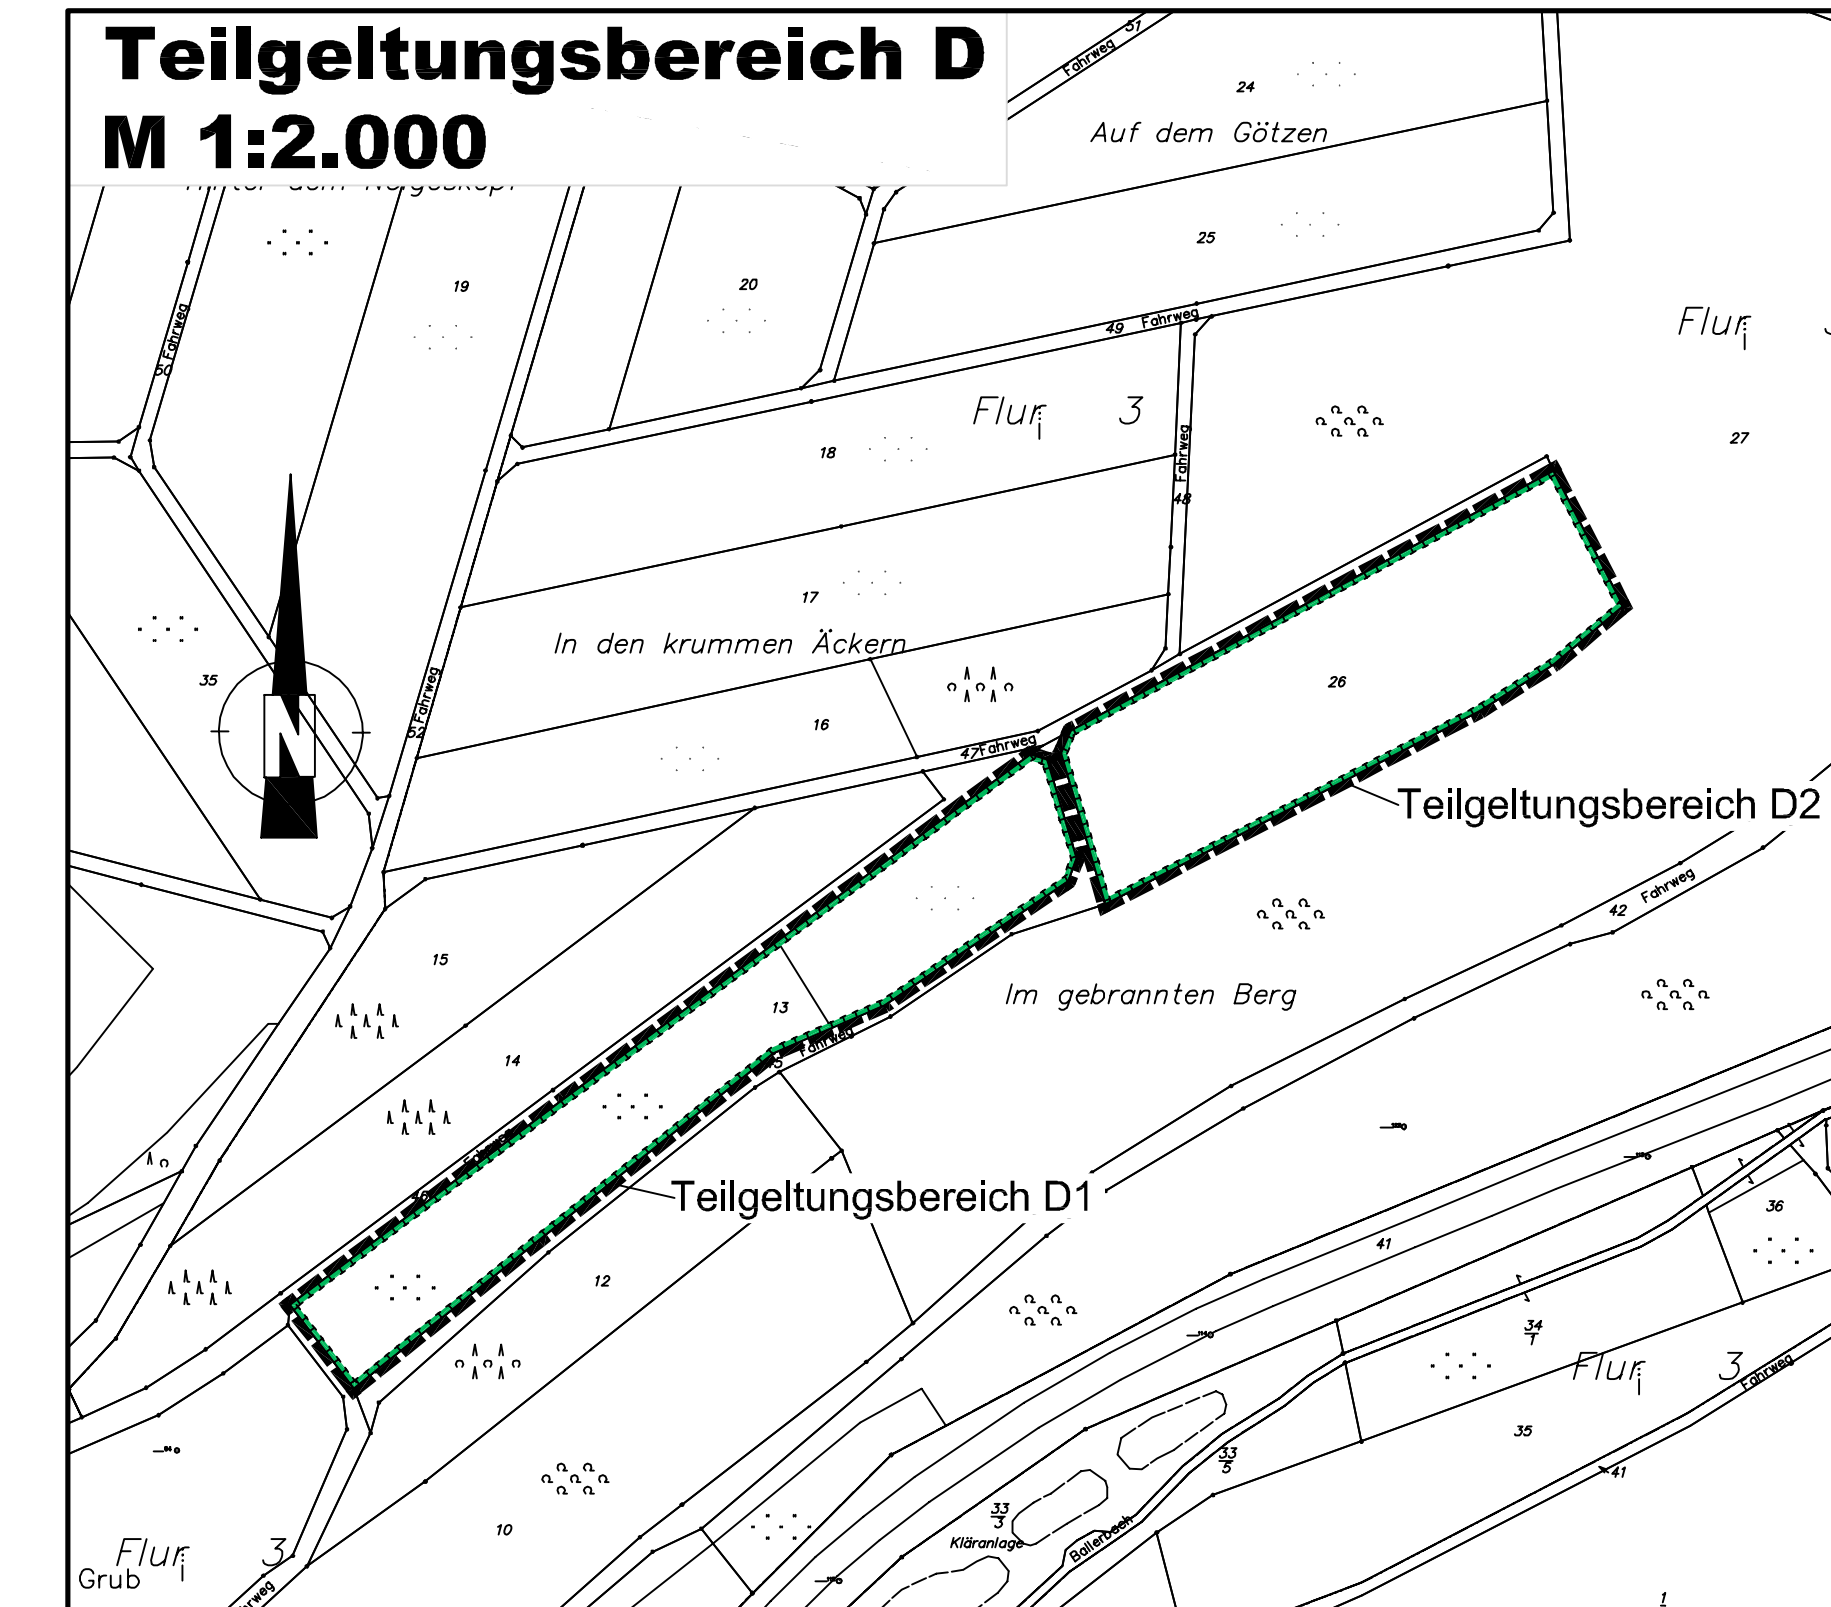 Teilgeltungsbereich D
M 1:2.000
51
Fahrweg
24
Auf dem Götzen
25
19
20
49 Fahrweg
Flur
Fahrweg
50
Flur 3
18
27
Fahrweg
48
17
In den krummen Äckern
35
26
N
Fahrweg
52
16
47 Fahrweg
Teilgeltungsbereich D2
Fahrweg
42
15
Im gebrannten Berg
13
Fahrweg
14
Teilgeltungsbereich D1
36
41
12
34
1
Flur 3
Fahrweg
35
33
5
41
33
3
10
Kläranlage
Ballerbach
Flur 3
Grub
1